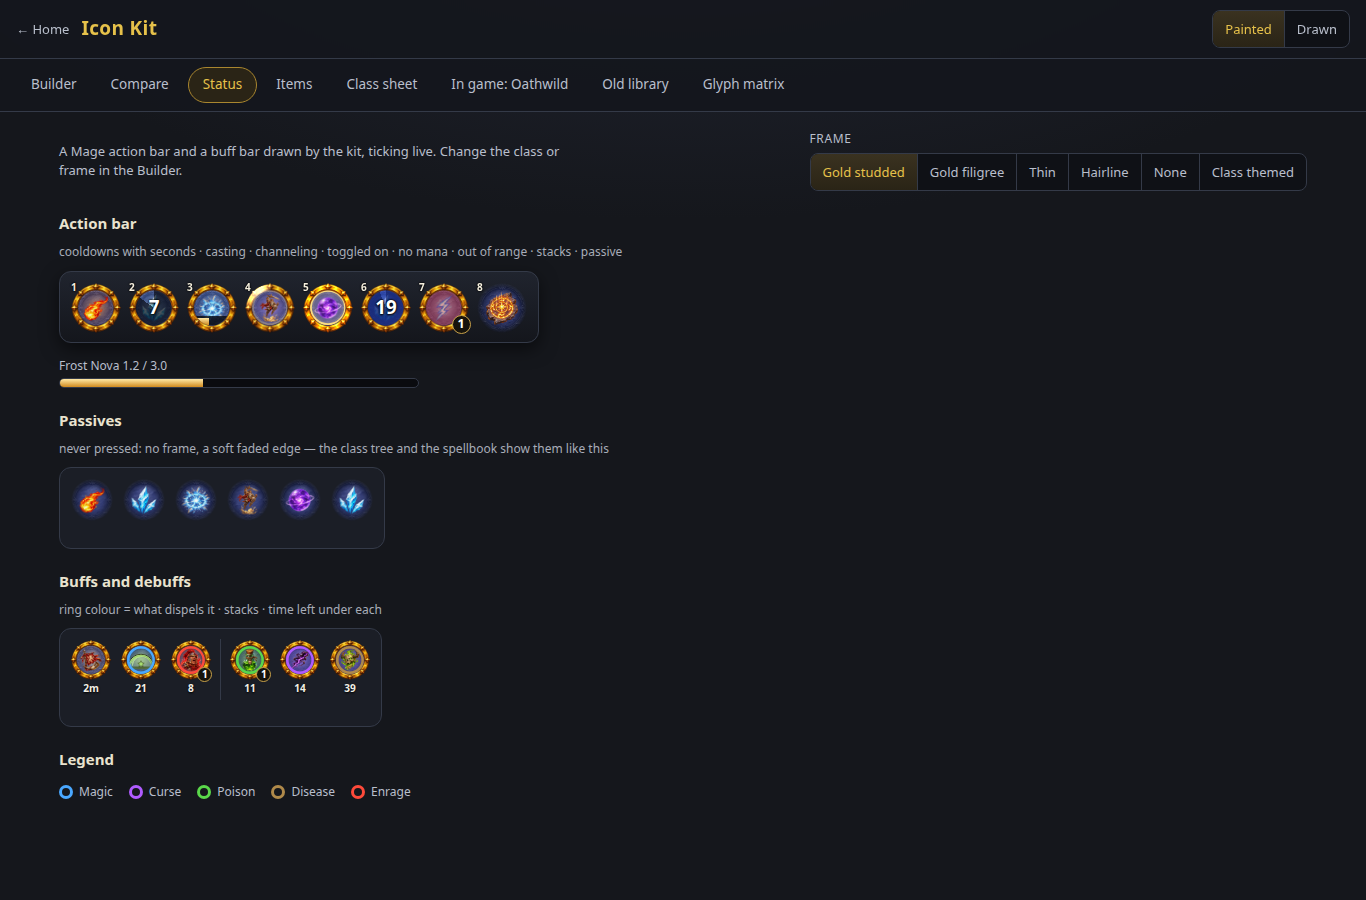 ← Home Icon Kit Painted Drawn
Builder Compare Status Items Class sheet In game: Oathwild Old library Glyph matrix
FRAME
A Mage action bar and a buff bar drawn by the kit, ticking live. Change the class or
frame in the Builder.
Gold studded Gold filigree Thin Hairline None Class themed
Action bar
cooldowns with seconds · casting · channeling · toggled on · no mana · out of range · stacks · passive
1 2 3 4 5 6 7 8
7 19
1
Frost Nova 1.2 / 3.0
Passives
never pressed: no frame, a soft faded edge — the class tree and the spellbook show them like this
Buffs and debuffs
ring colour = what dispels it · stacks · time left under each
1 1
2m 21 8 11 14 39
Legend
Magic Curse Poison Disease Enrage